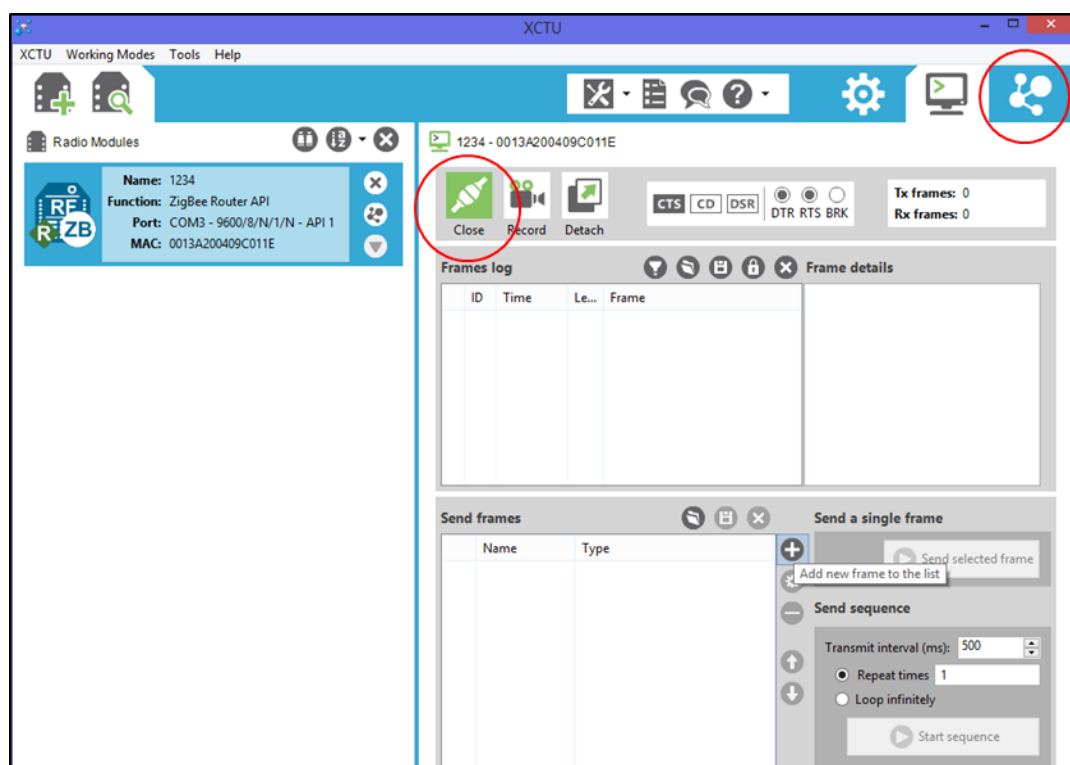 XCTU
XCTU Working Modes Tools Help
Radio Modules
Name: 1234
Function: ZigBee Router API
Port: COM3 - 9600/8/N/1/N - API 1
MAC: 0013A200409C011E
RF
R ZB
1234 - 0013A200409C011E
Close Record Detach
CTS CD DSR DTR RTS BRK
Tx frames: 0
Rx frames: 0
Frames log
ID Time Le... Frame
Frame details
Send frames
Name Type
Add new frame to the list
Send a single frame
Send selected frame
Send sequence
Transmit interval (ms): 500
Repeat times 1
Loop infinitely
Start sequence